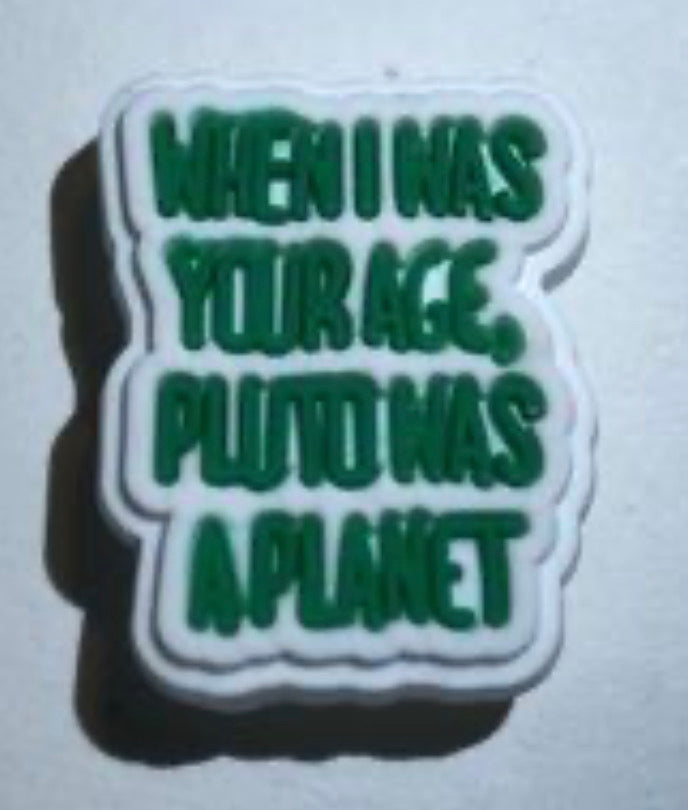 WHEN I WAS
YOUR AGE,
PLUTO WAS
A PLANET